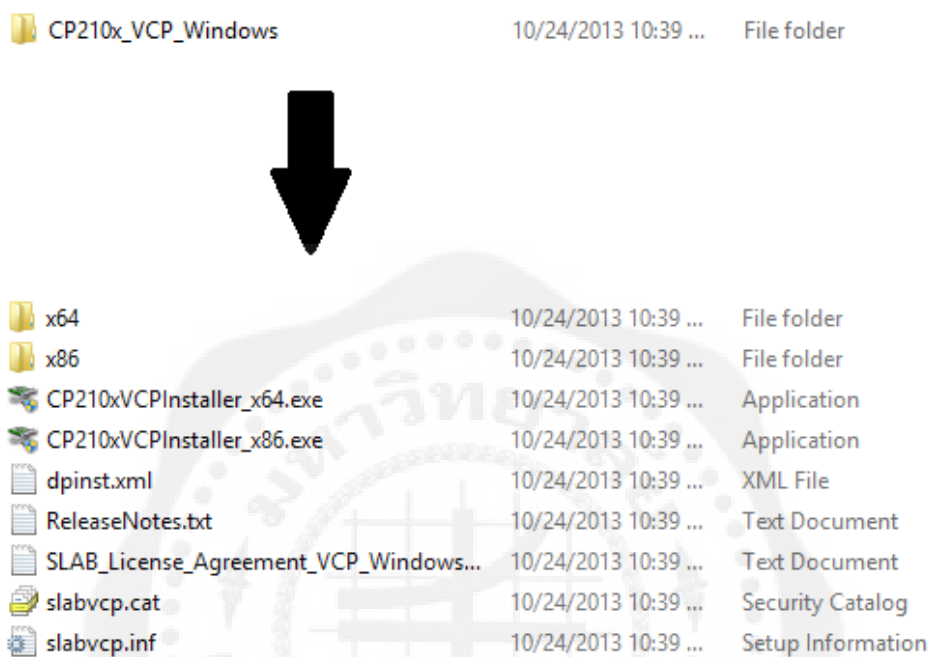 CP210x_VCP_Windows 10/24/2013 10:39 ... File folder
x64 10/24/2013 10:39 ... File folder
x86 10/24/2013 10:39 ... File folder
CP210xVCPInstaller_x64.exe 10/24/2013 10:39 ... Application
CP210xVCPInstaller_x86.exe 10/24/2013 10:39 ... Application
dpinst.xml 10/24/2013 10:39 ... XML File
ReleaseNotes.txt 10/24/2013 10:39 ... Text Document
SLAB_License_Agreement_VCP_Windows... 10/24/2013 10:39 ... Text Document
slabvcp.cat 10/24/2013 10:39 ... Security Catalog
slabvcp.inf 10/24/2013 10:39 ... Setup Information